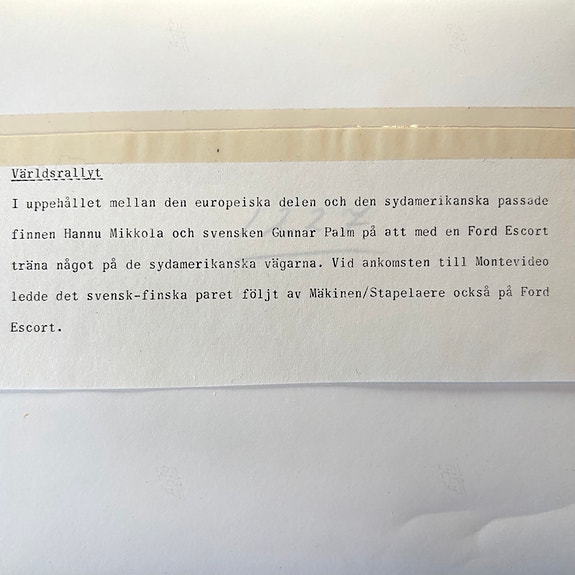 Världsrallyt
I uppehållet mellan den europeiska delen och den sydamerikanska passade
finnen Hannu Mikkola och svensken Gunnar Palm på att med en Ford Escort
träna något på de sydamerikanska vägarna. Vid ankomsten till Montevideo
ledde det svensk-finska paret följt av Mäkinen/Stapelaere också på Ford
Escort.